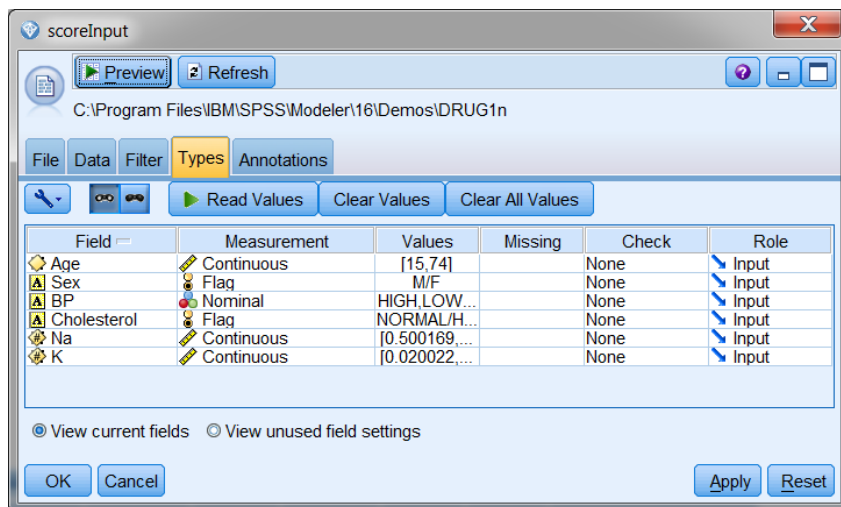 scoreInput
Preview Refresh
C:\Program Files\IBM\SPSS\Modeler\16\Demos\DRUG1n
File Data Filter Types Annotations
Read Values Clear Values Clear All Values
Field Measurement Values Missing Check Role
Age Continuous [15,74] None Input
A Sex Flag M/F None Input
A BP Nominal HIGH,LOW... None Input
A Cholesterol Flag NORMAL/H... None Input
# Na Continuous [0.500169,... None Input
# K Continuous [0.020022,... None Input
View current fields View unused field settings
OK Cancel Apply Reset